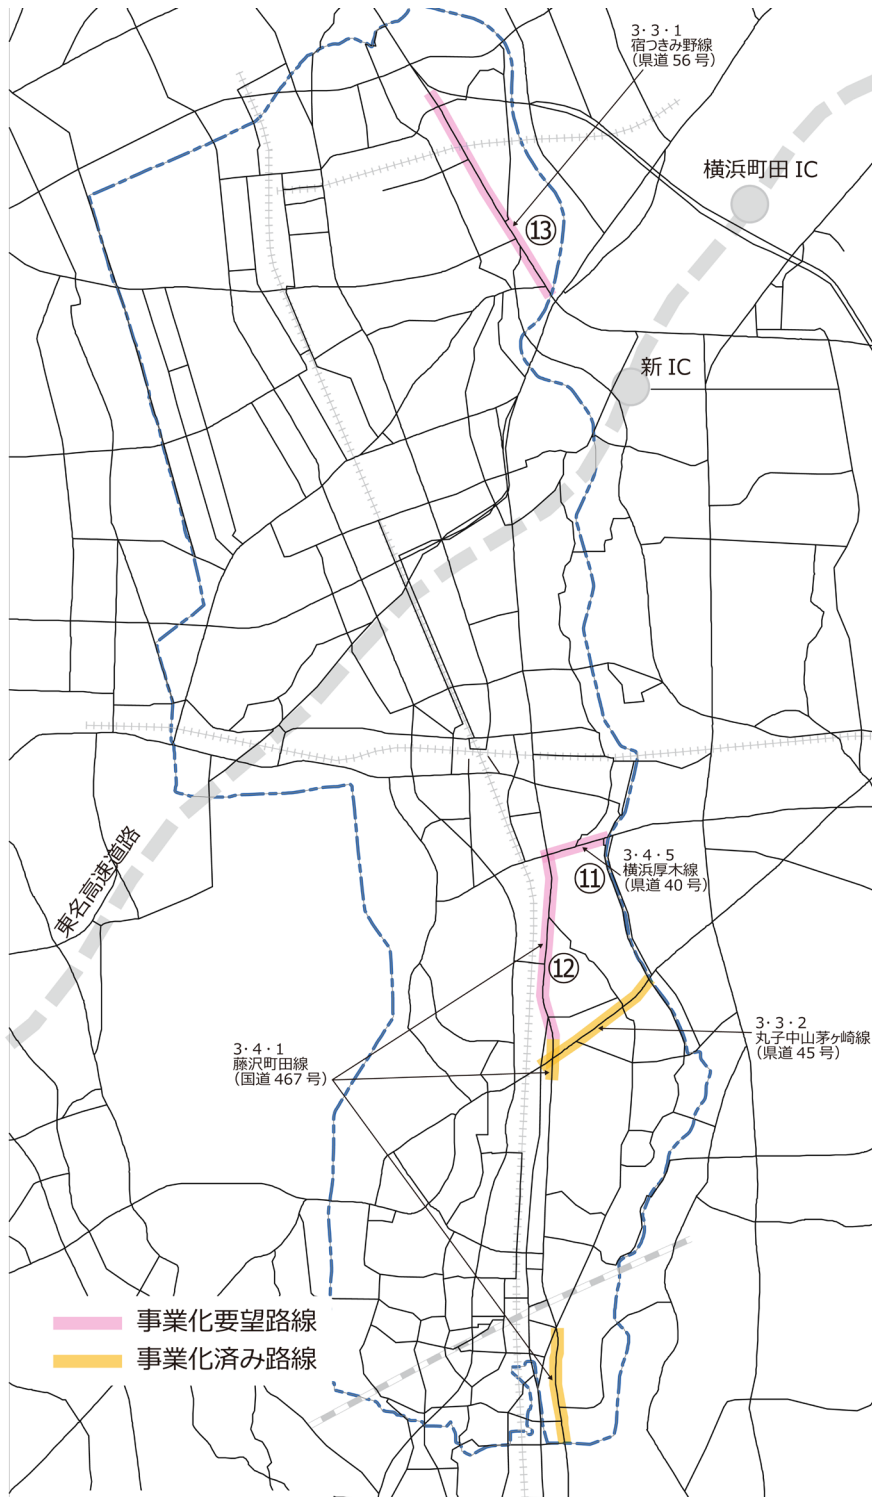 3・3・1
宿つきみ野線
（県道 56 号）
横浜町田 IC
⑬
新 IC
東名高速道路
3・4・5
横浜厚木線
（県道 40 号）
⑪
⑫
3・3・2
丸子中山茅ヶ崎線
（県道 45 号）
3・4・1
藤沢町田線
（国道 467 号）
事業化要望路線
事業化済み路線